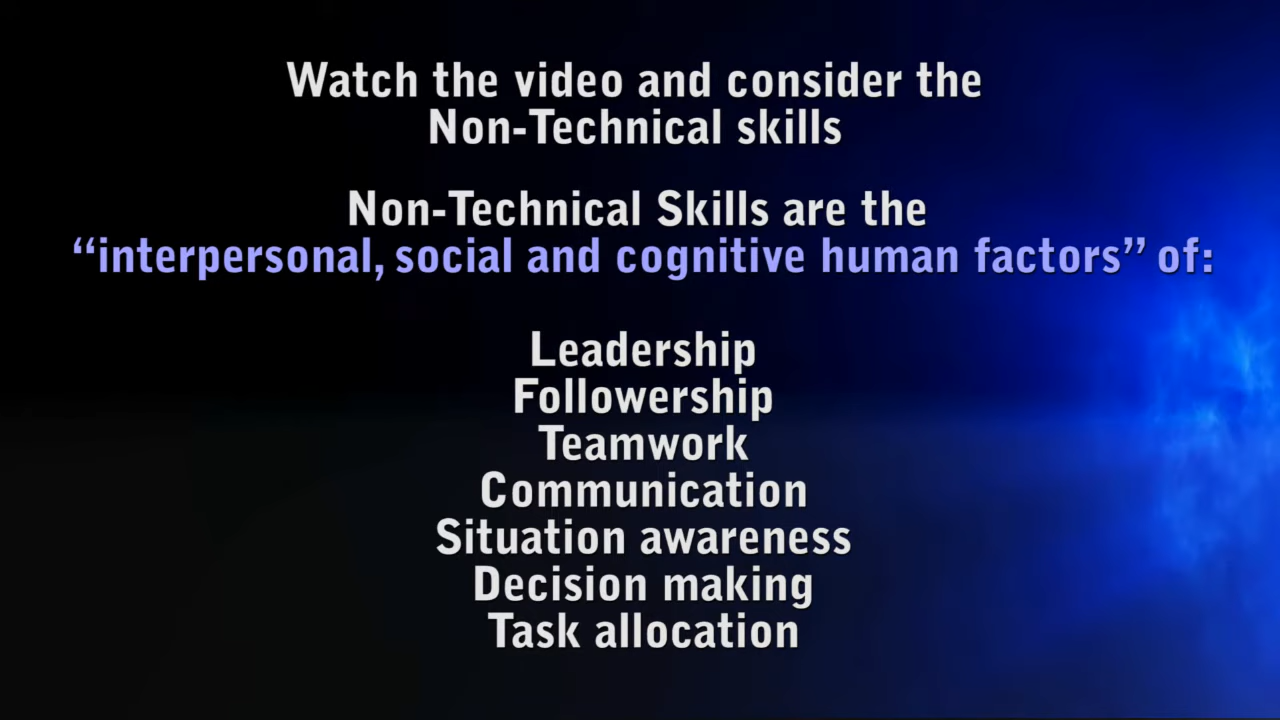 Watch the video and consider the
Non-Technical skills
Non-Technical Skills are the
“interpersonal, social and cognitive human factors” of:
Leadership
Followership
Teamwork
Communication
Situation awareness
Decision making
Task allocation